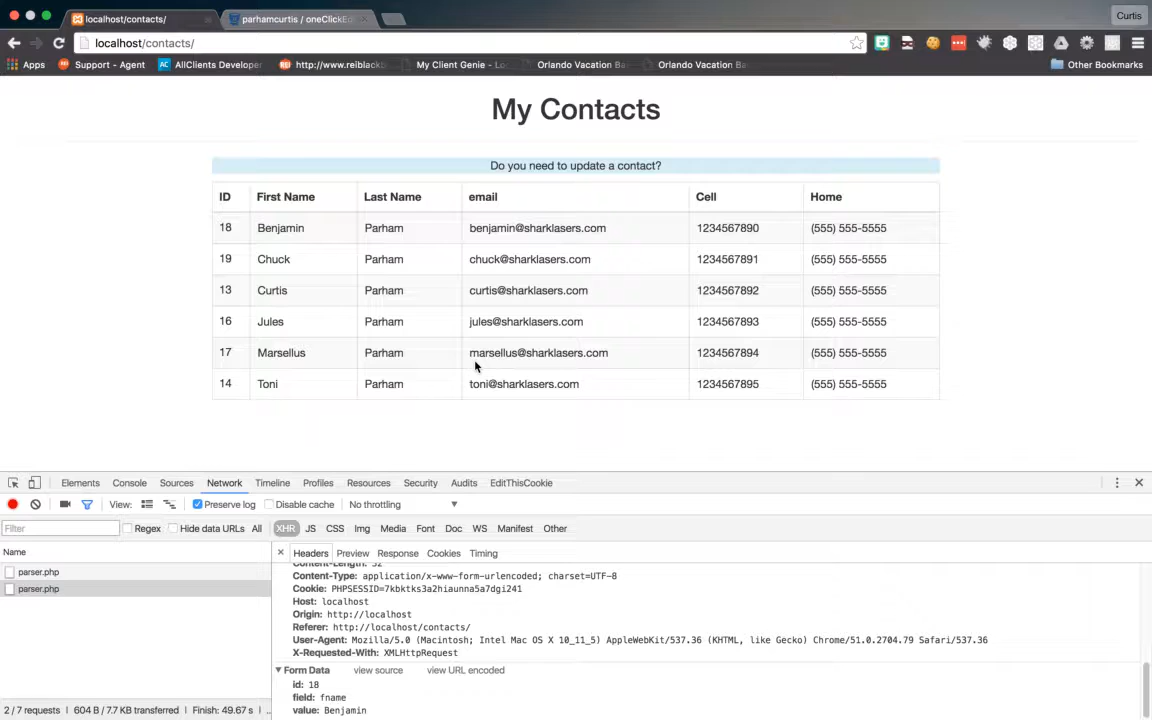 localhost/contacts/
parhamcurtis / oneClickEd
Curtis
localhost/contacts/
Apps
Support - Agent
AllClients Developer
http://www.reiblackb
My Client Genie - Lo
Orlando Vacation Ba
Orlando Vacation Ba
Other Bookmarks
My Contacts
Do you need to update a contact?
ID First Name Last Name email Cell Home
18 Benjamin Parham benjamin@sharklasers.com 1234567890 (555) 555-5555
19 Chuck Parham chuck@sharklasers.com 1234567891 (555) 555-5555
13 Curtis Parham curtis@sharklasers.com 1234567892 (555) 555-5555
16 Jules Parham jules@sharklasers.com 1234567893 (555) 555-5555
17 Marsellus Parham marsellus@sharklasers.com 1234567894 (555) 555-5555
14 Toni Parham toni@sharklasers.com 1234567895 (555) 555-5555
Elements Console Sources Network Timeline Profiles Resources Security Audits EditThisCookie
View: Preserve log Disable cache No throttling
Filter Regex Hide data URLs All XHR JS CSS Img Media Font Doc WS Manifest Other
Name
parser.php
parser.php
2 / 7 requests | 604 B / 7.7 KB transferred | Finish: 49.67 s | ...
Headers Preview Response Cookies Timing
Content-Length: 32
Content-Type: application/x-www-form-urlencoded; charset=UTF-8
Cookie: PHPSESSID=7kbktks3a2hiaunna5a7dgi241
Host: localhost
Origin: http://localhost
Referer: http://localhost/contacts/
User-Agent: Mozilla/5.0 (Macintosh; Intel Mac OS X 10_11_5) AppleWebKit/537.36 (KHTML, like Gecko) Chrome/51.0.2704.79 Safari/537.36
X-Requested-With: XMLHttpRequest
Form Data view source view URL encoded
id: 18
field: fname
value: Benjamin